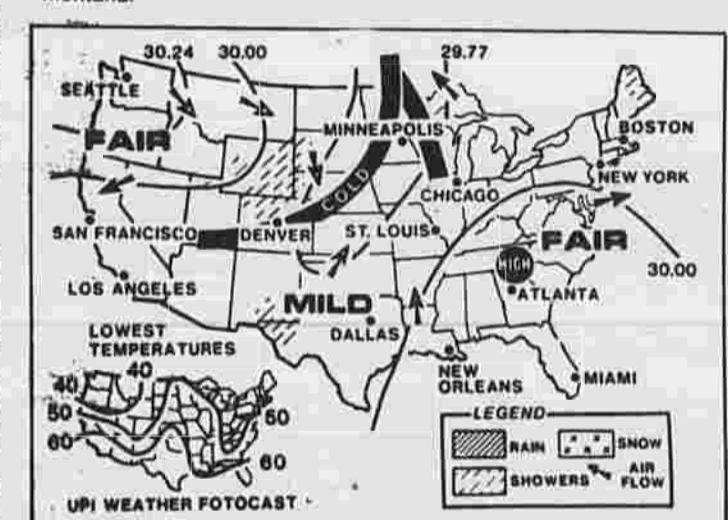 30.24 30.00 29.77
SEATTLE
FAIR
MINNEAPOLIS
BOSTON
NEW YORK
CHICAGO
COLD
SAN FRANCISCO
DENVER
ST. LOUIS
FAIR
HIGH
30.00
LOS ANGELES
MILD
ATLANTA
DALLAS
LOWEST
TEMPERATURES
NEW
ORLEANS
MIAMI
40
40
50
60
50
60
LEGEND
RAIN
SNOW
SHOWERS
AIR
FLOW
UPI WEATHER FOTOCAST